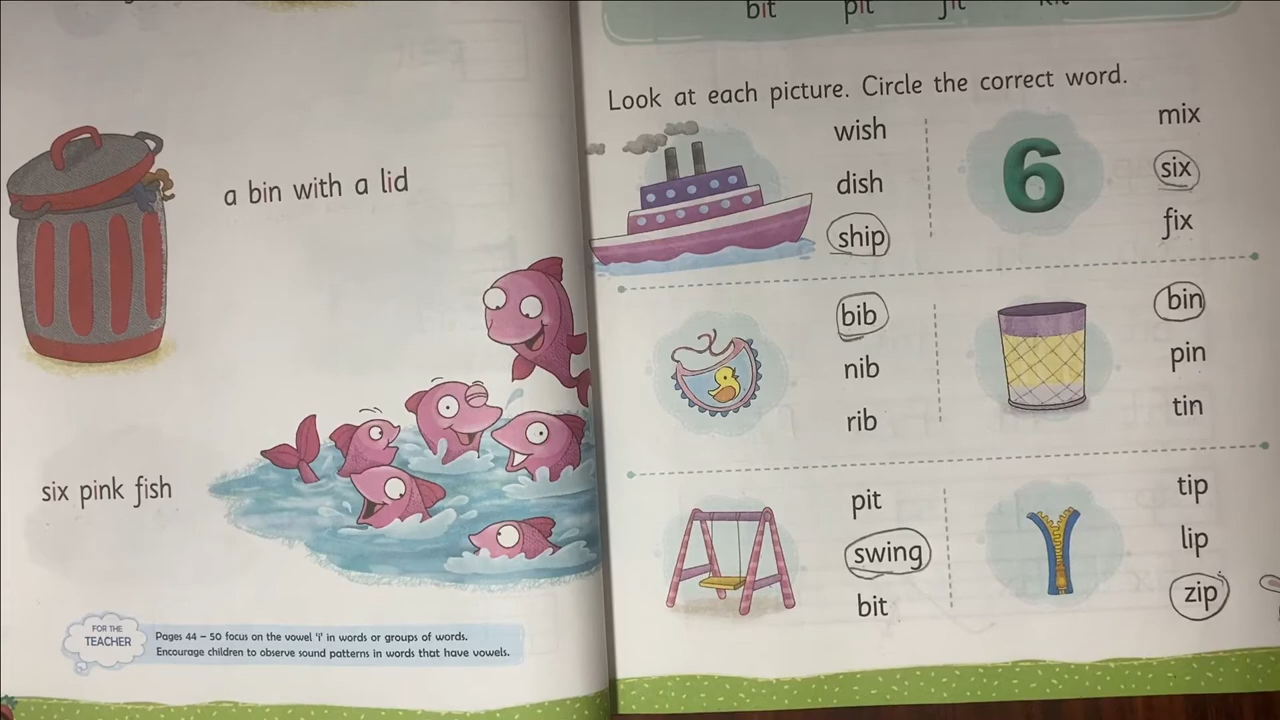 a bin with a lid
six pink fish
FOR THE
TEACHER
Pages 44 – 50 focus on the vowel 'i' in words or groups of words.
Encourage children to observe sound patterns in words that have vowels.
bit pit jit
Look at each picture. Circle the correct word.
wish
dish
ship
6
mix
six
fix
bib
nib
rib
bin
pin
tin
pit
swing
bit
tip
lip
zip